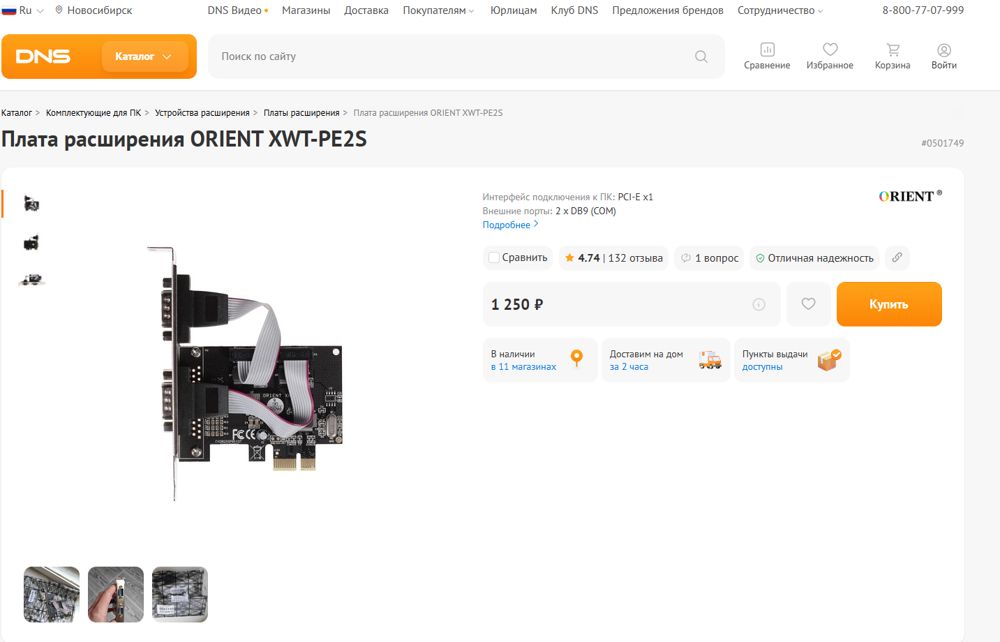 Ru
Новосибирск
DNS Видео
Магазины
Доставка
Покупателям
Юрлицам
Клуб DNS
Предложения брендов
Сотрудничество
8-800-77-07-999
DNS
Каталог
Поиск по сайту
Сравнение
Избранное
Корзина
Войти
Каталог > Комплектующие для ПК > Устройства расширения > Платы расширения > Плата расширения ORIENT XWT-PE2S
Плата расширения ORIENT XWT-PE2S
#0501749
Интерфейс подключения к ПК: PCI-E x1
Внешние порты: 2 x DB9 (COM)
Подробнее >
ORIENT ®
Сравнить
4.74 | 132 отзыва
1 вопрос
Отличная надежность
1 250 ₽
Купить
В наличии
в 11 магазинах
Доставим на дом
за 2 часа
Пункты выдачи
доступны
ORIENT
FC CE
0501749